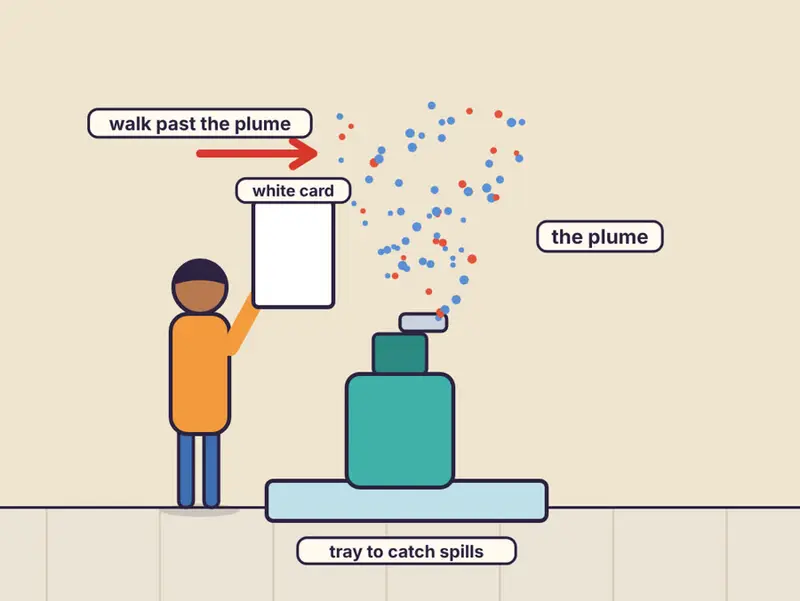 walk past the plume
white card
the plume
tray to catch spills